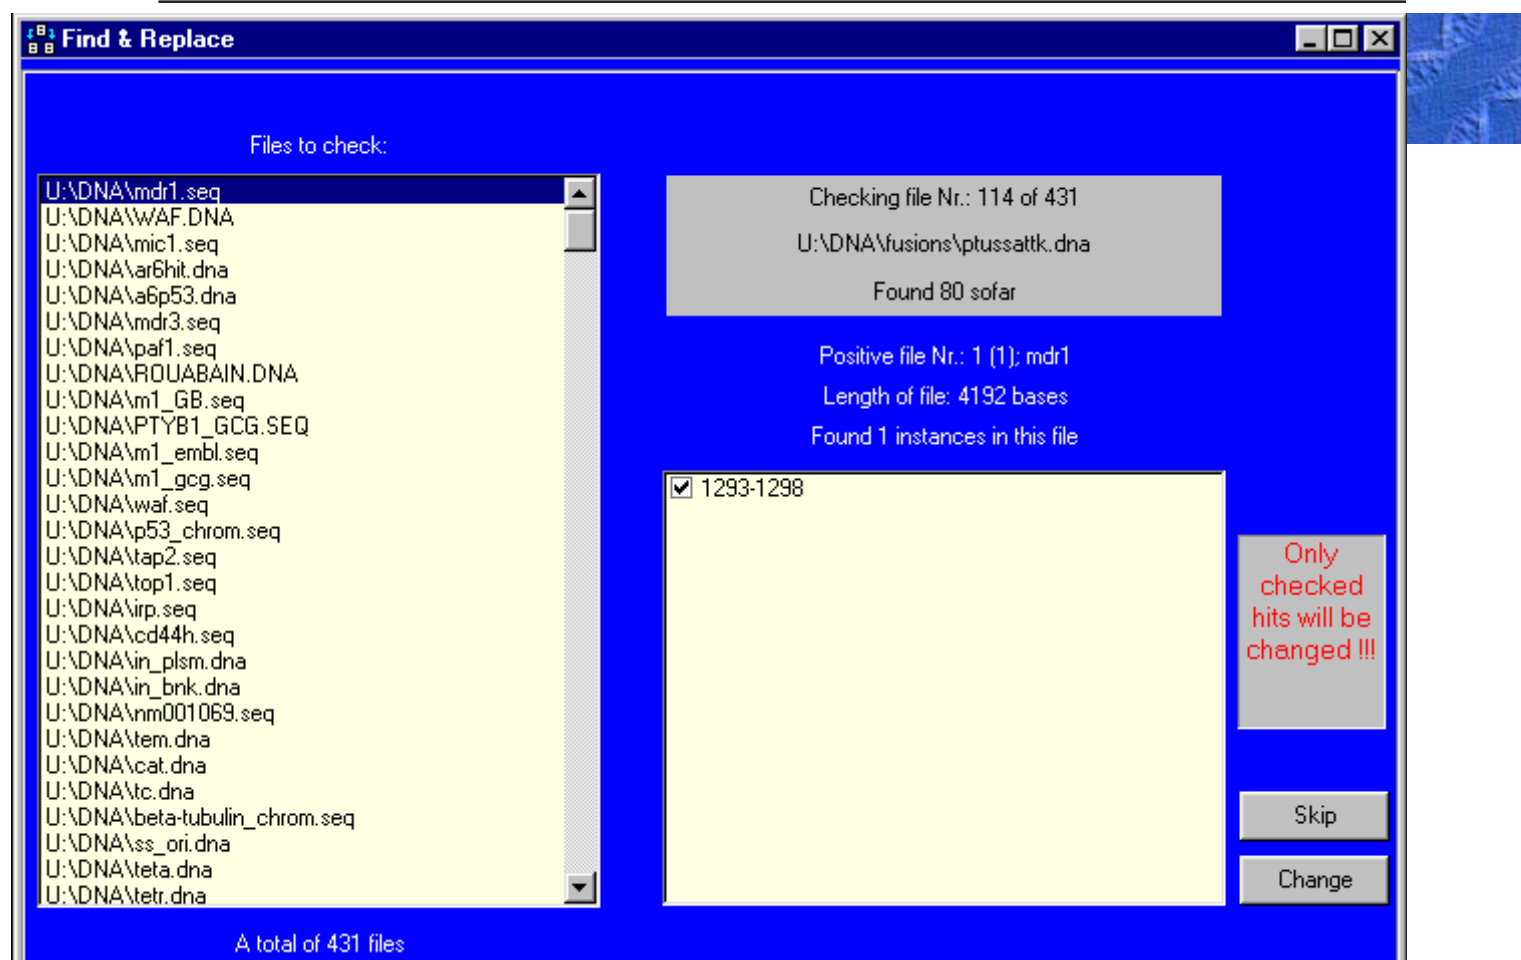 Find & Replace
Files to check:
U:\DNA\mdr1.seq
U:\DNA\WAF.DNA
U:\DNA\mic1.seq
U:\DNA\ar6hit.dna
U:\DNA\a6p53.dna
U:\DNA\mdr3.seq
U:\DNA\paf1.seq
U:\DNA\ROUABAIN.DNA
U:\DNA\m1_GB.seq
U:\DNA\PTYB1_GCG.SEQ
U:\DNA\m1_embl.seq
U:\DNA\m1_gcg.seq
U:\DNA\waf.seq
U:\DNA\p53_chrom.seq
U:\DNA\tap2.seq
U:\DNA\top1.seq
U:\DNA\irp.seq
U:\DNA\cd44h.seq
U:\DNA\in_plsm.dna
U:\DNA\in_bnk.dna
U:\DNA\nm001069.seq
U:\DNA\tem.dna
U:\DNA\cat.dna
U:\DNA\tc.dna
U:\DNA\beta-tubulin_chrom.seq
U:\DNA\ss_ori.dna
U:\DNA\teta.dna
U:\DNA\tetr.dna
A total of 431 files
Checking file Nr.: 114 of 431
U:\DNA\fusions\ptussattk.dna
Found 80 sofar
Positive file Nr.: 1 (1); mdr1
Length of file: 4192 bases
Found 1 instances in this file
1293-1298
Only
checked
hits will be
changed !!!
Skip
Change